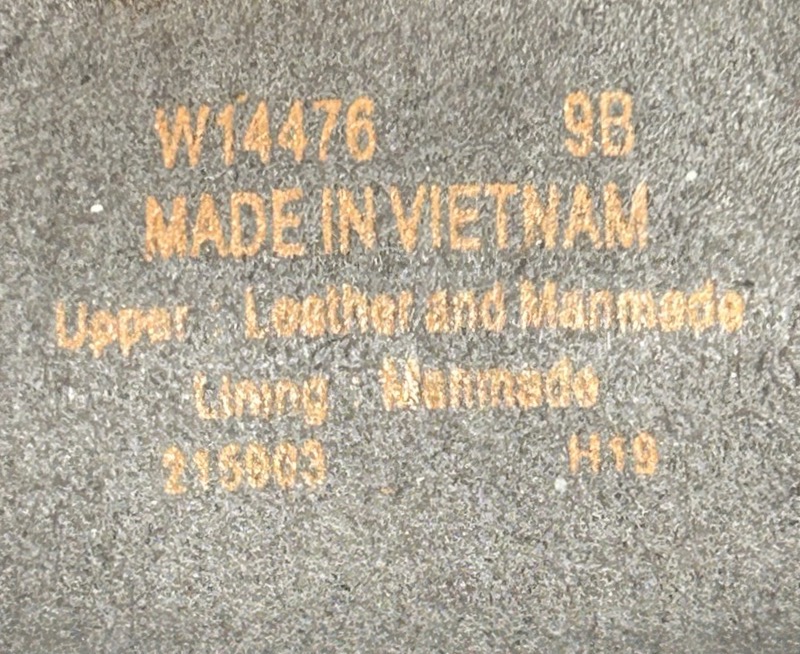 W14476 9B
MADE IN VIETNAM
Upper Leather and Manmade
Lining Manmade
215903 H19